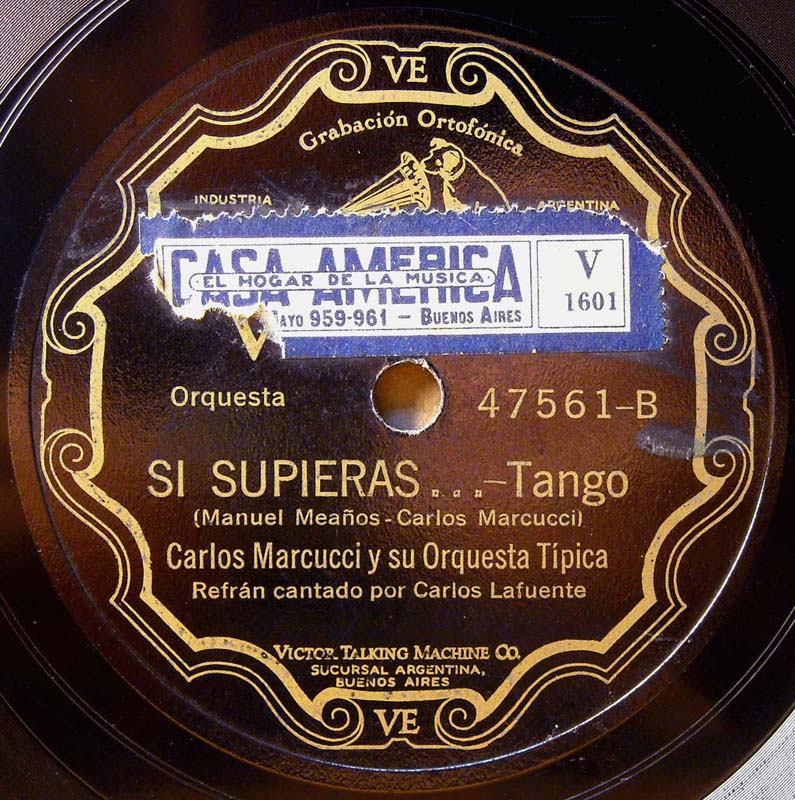 VE
Grabación Ortofónica
INDUSTRIA ARGENTINA
CASA AMERICA
EL HOGAR DE LA MUSICA
V
1601
959-961 - BUENOS AIRES
V
Orquesta 47561-B
SI SUPIERAS...-Tango
(Manuel Meaños-Carlos Marcucci)
Carlos Marcucci y su Orquesta Típica
Refrán cantado por Carlos Lafuente
VICTOR TALKING MACHINE CO.
SUCURSAL ARGENTINA,
BUENOS AIRES
VE